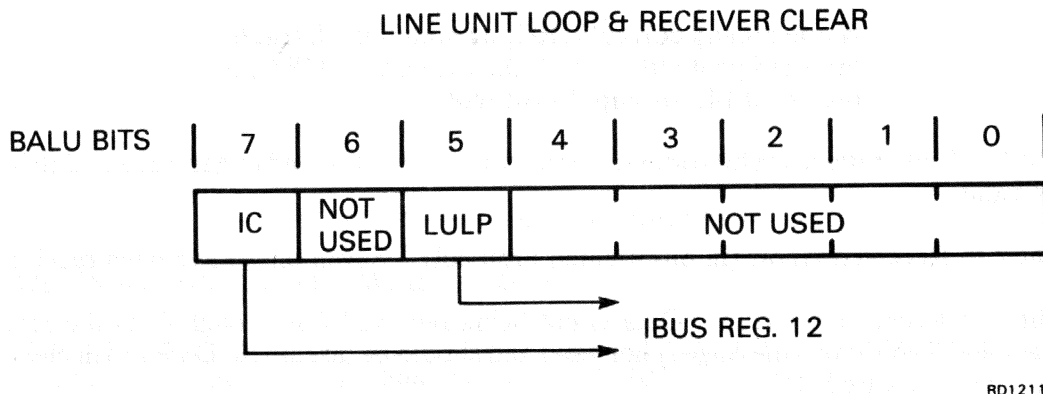 LINE UNIT LOOP & RECEIVER CLEAR
BALU BITS 7 6 5 4 3 2 1 0
IC NOT USED LULP NOT USED
IBUS REG. 12
RD1211